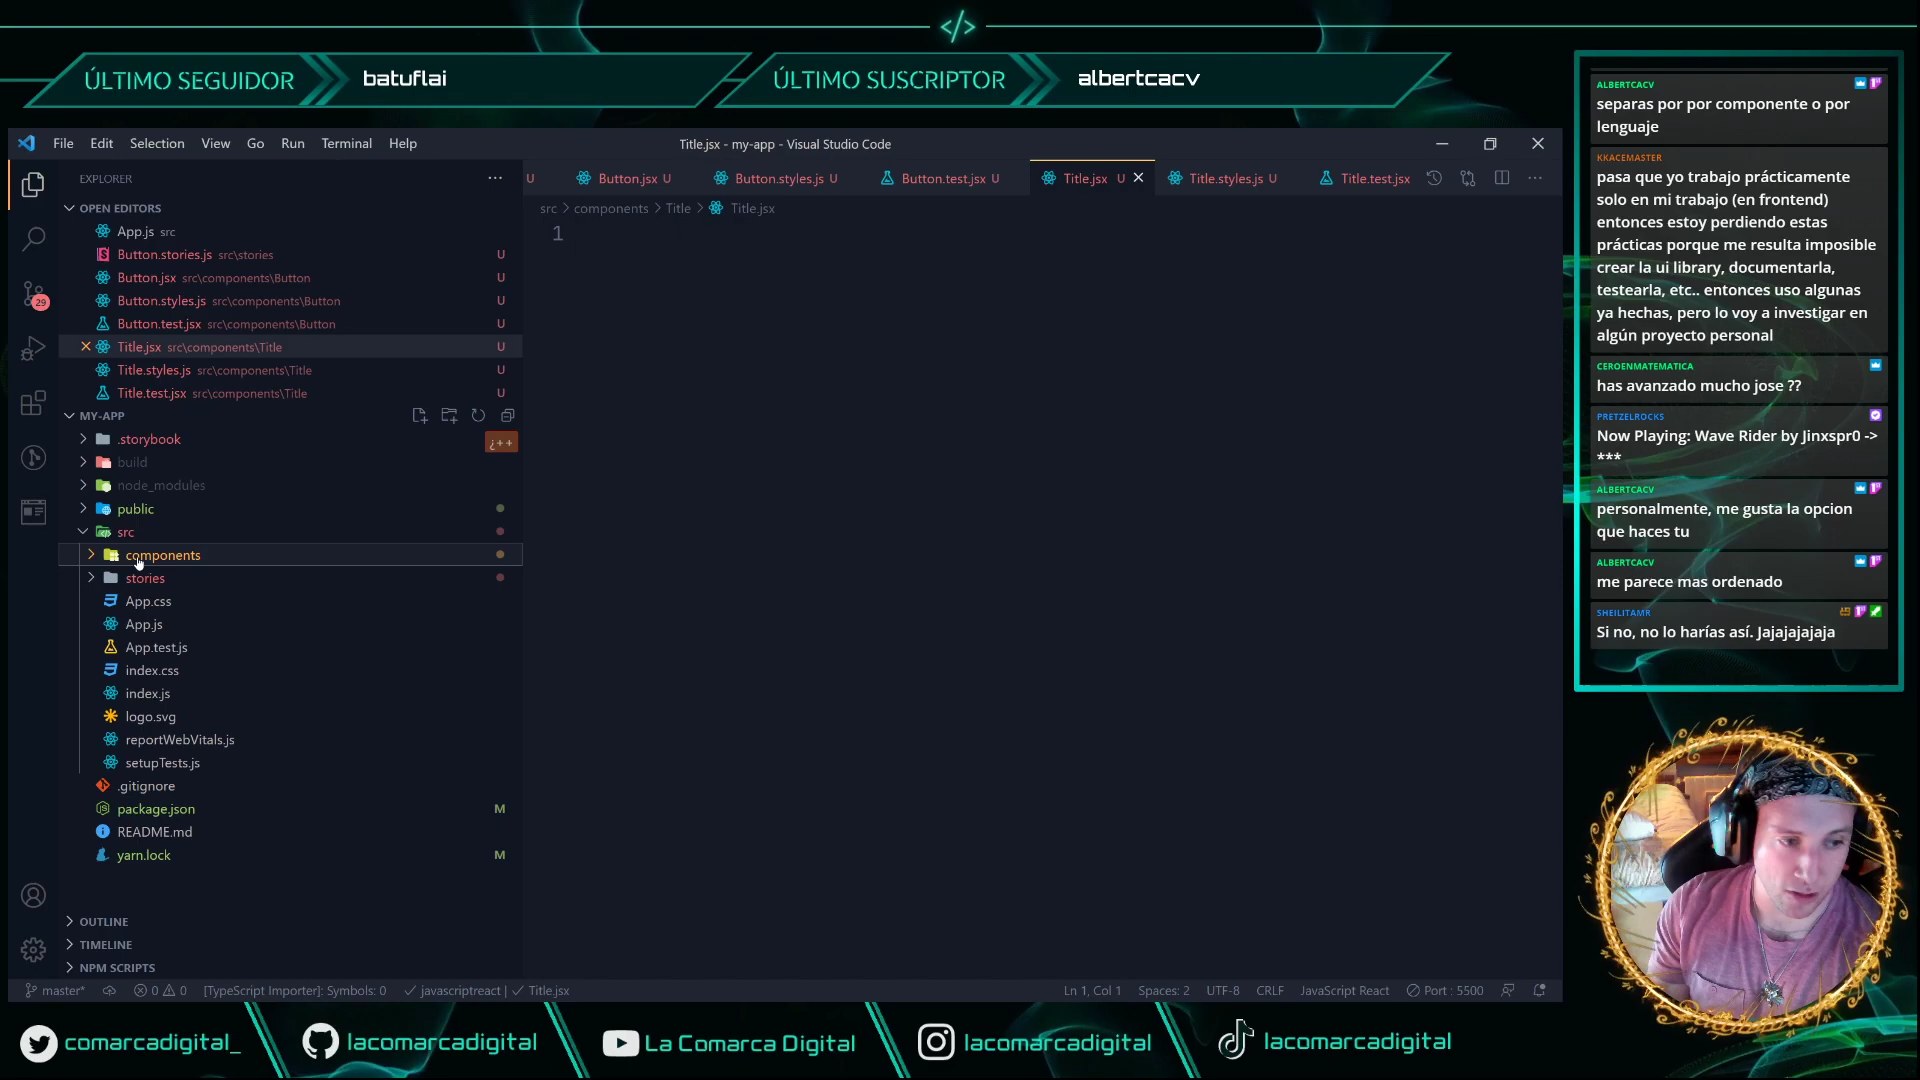 </>
ÚLTIMO SEGUIDOR
batuflai
ÚLTIMO SUSCRIPTOR
albertcacv
File Edit Selection View Go Run Terminal Help
Title.jsx - my-app - Visual Studio Code
EXPLORER
OPEN EDITORS
App.js src
Button.stories.js src\stories U
Button.jsx src\components\Button U
Button.styles.js src\components\Button U
Button.test.jsx src\components\Button U
Title.jsx src\components\Title U
Title.styles.js src\components\Title U
Title.test.jsx src\components\Title U
MY-APP
.storybook
¿++
build
node_modules
public
src
components
stories
App.css
App.js
App.test.js
index.css
index.js
logo.svg
reportWebVitals.js
setupTests.js
.gitignore
package.json M
README.md
yarn.lock M
OUTLINE
TIMELINE
NPM SCRIPTS
29
U Button.jsx U Button.styles.js U Button.test.jsx U Title.jsx U Title.styles.js U Title.test.jsx
src > components > Title > Title.jsx
1
master* 0 0 [TypeScript Importer]: Symbols: 0 javascriptreact | Title.jsx
Ln 1, Col 1 Spaces: 2 UTF-8 CRLF JavaScript React Port : 5500
ALBERTCACV
separas por por componente o por
lenguaje
KKACEMASTER
pasa que yo trabajo prácticamente
solo en mi trabajo (en frontend)
entonces estoy perdiendo estas
prácticas porque me resulta imposible
crear la ui library, documentarla,
testearla, etc.. entonces uso algunas
ya hechas, pero lo voy a investigar en
algún proyecto personal
CEROENMATEMATICA
has avanzado mucho jose ??
PRETZELROCKS
Now Playing: Wave Rider by Jinxspr0 ->
***
ALBERTCACV
personalmente, me gusta la opcion
que haces tu
ALBERTCACV
me parece mas ordenado
SHEILITAMR
Si no, no lo harías así. Jajajajajaja
comarcadigital_
lacomarcadigital
La Comarca Digital
lacomarcadigital
lacomarcadigital